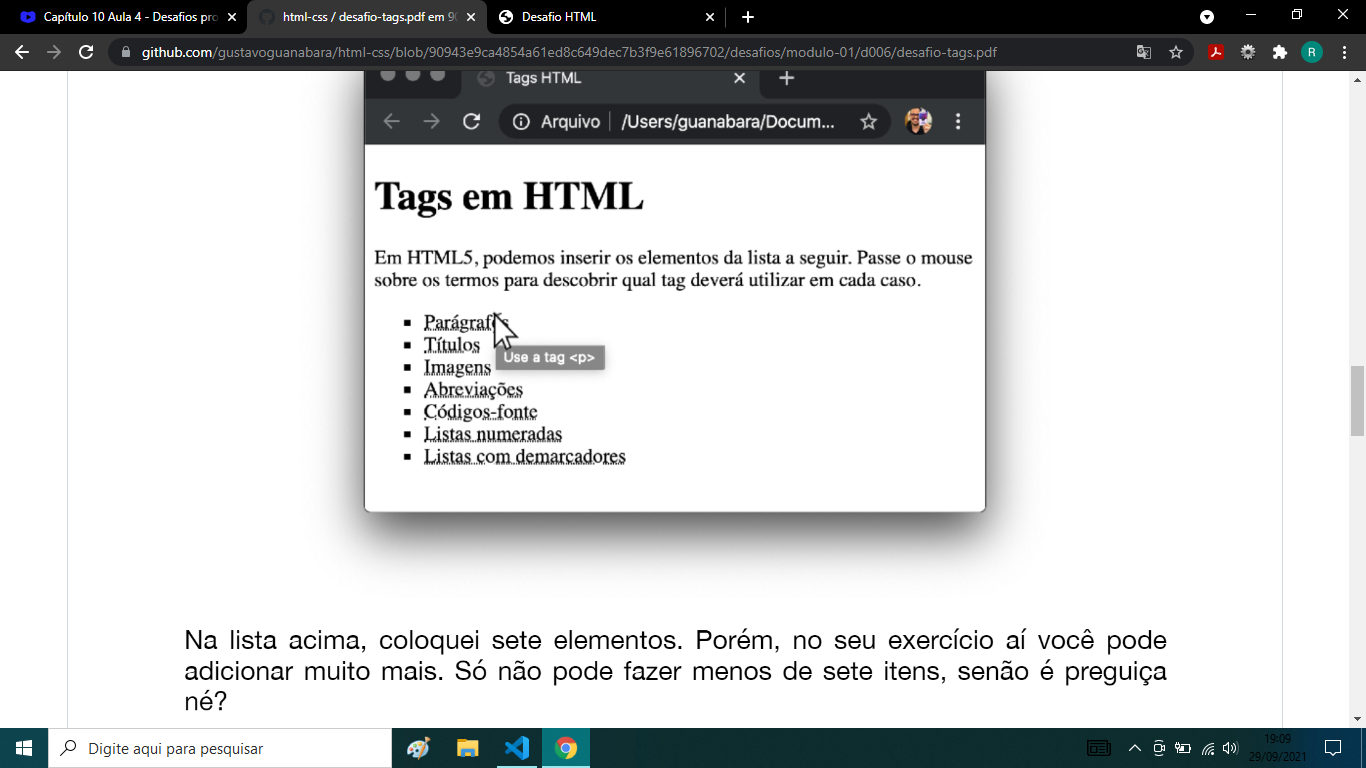 Capítulo 10 Aula 4 - Desafios pro
html-css / desafio-tags.pdf em 90
Desafio HTML
github.com/gustavoguanabara/html-css/blob/90943e9ca4854a61ed8c649dec7b3f9e61896702/desafios/modulo-01/d006/desafio-tags.pdf
R
Tags HTML
Arquivo /Users/guanabara/Docum...
Tags em HTML
Em HTML5, podemos inserir os elementos da lista a seguir. Passe o mouse
sobre os termos para descobrir qual tag deverá utilizar em cada caso.
Parágrafos
Títulos
Use a tag <p>
Imagens
Abreviações
Códigos-fonte
Listas numeradas
Listas com demarcadores
Na lista acima, coloquei sete elementos. Porém, no seu exercício aí você pode
adicionar muito mais. Só não pode fazer menos de sete itens, senão é preguiça
né?
Digite aqui para pesquisar
19:09
29/09/2021